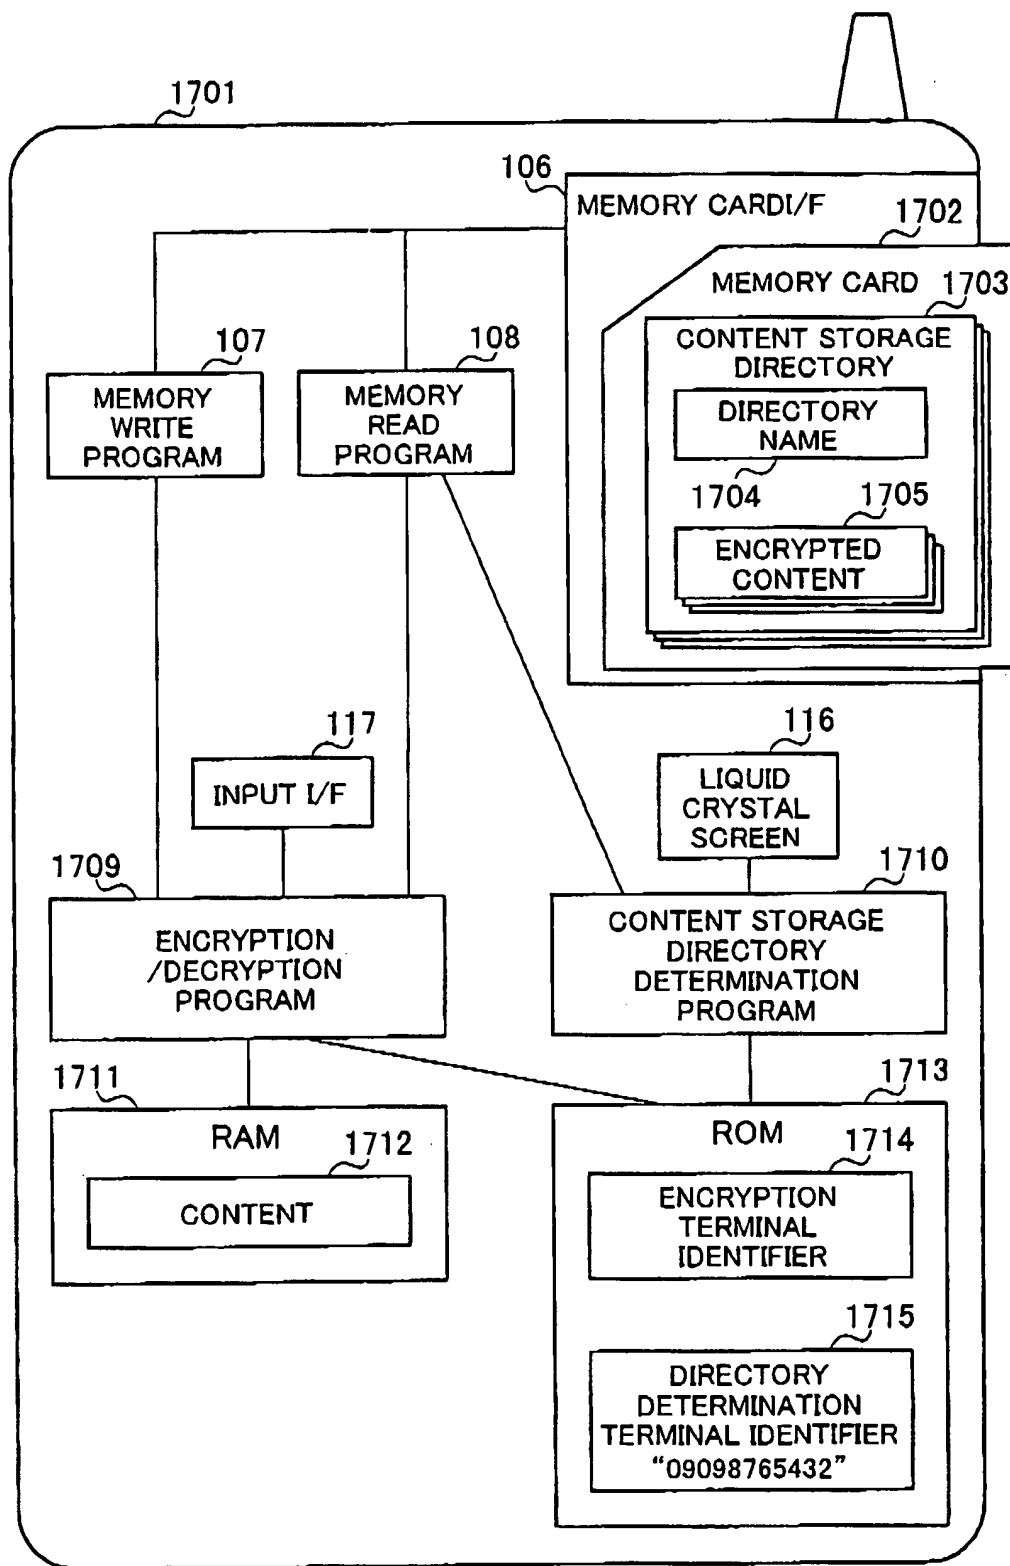 1701
106
MEMORY CARDI/F
1702
MEMORY CARD
1703
CONTENT STORAGE
DIRECTORY
DIRECTORY
NAME
1704
1705
ENCRYPTED
CONTENT
107
MEMORY
WRITE
PROGRAM
108
MEMORY
READ
PROGRAM
117
INPUT I/F
116
LIQUID
CRYSTAL
SCREEN
1709
ENCRYPTION
/DECRYPTION
PROGRAM
1710
CONTENT STORAGE
DIRECTORY
DETERMINATION
PROGRAM
1711
RAM
1712
CONTENT
1713
ROM
1714
ENCRYPTION
TERMINAL
IDENTIFIER
1715
DIRECTORY
DETERMINATION
TERMINAL IDENTIFIER
“09098765432”